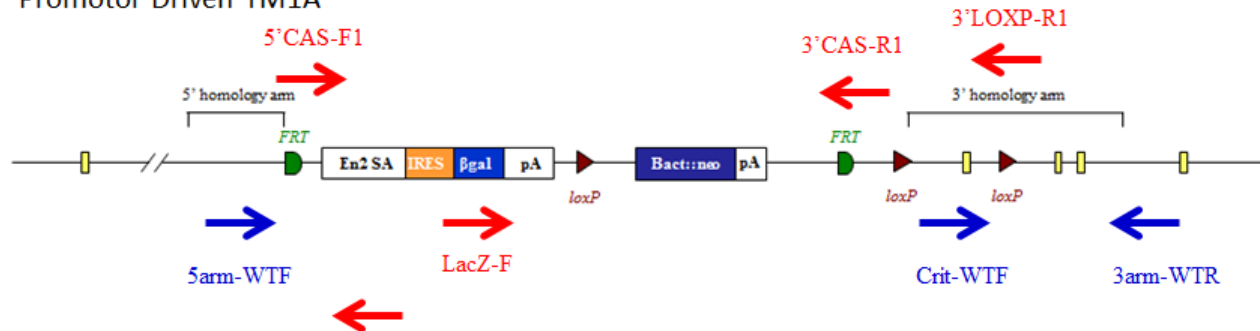 Promotor Driven TM1A
5'CAS-F1
3'CAS-R1
3'LOXP-R1
5' homology arm
3' homology arm
FRT
FRT
En2 SA
IRES
βgal
pA
loxP
Bact::neo
pA
loxP
loxP
5arm-WTF
LacZ-F
Crit-WTF
3arm-WTR